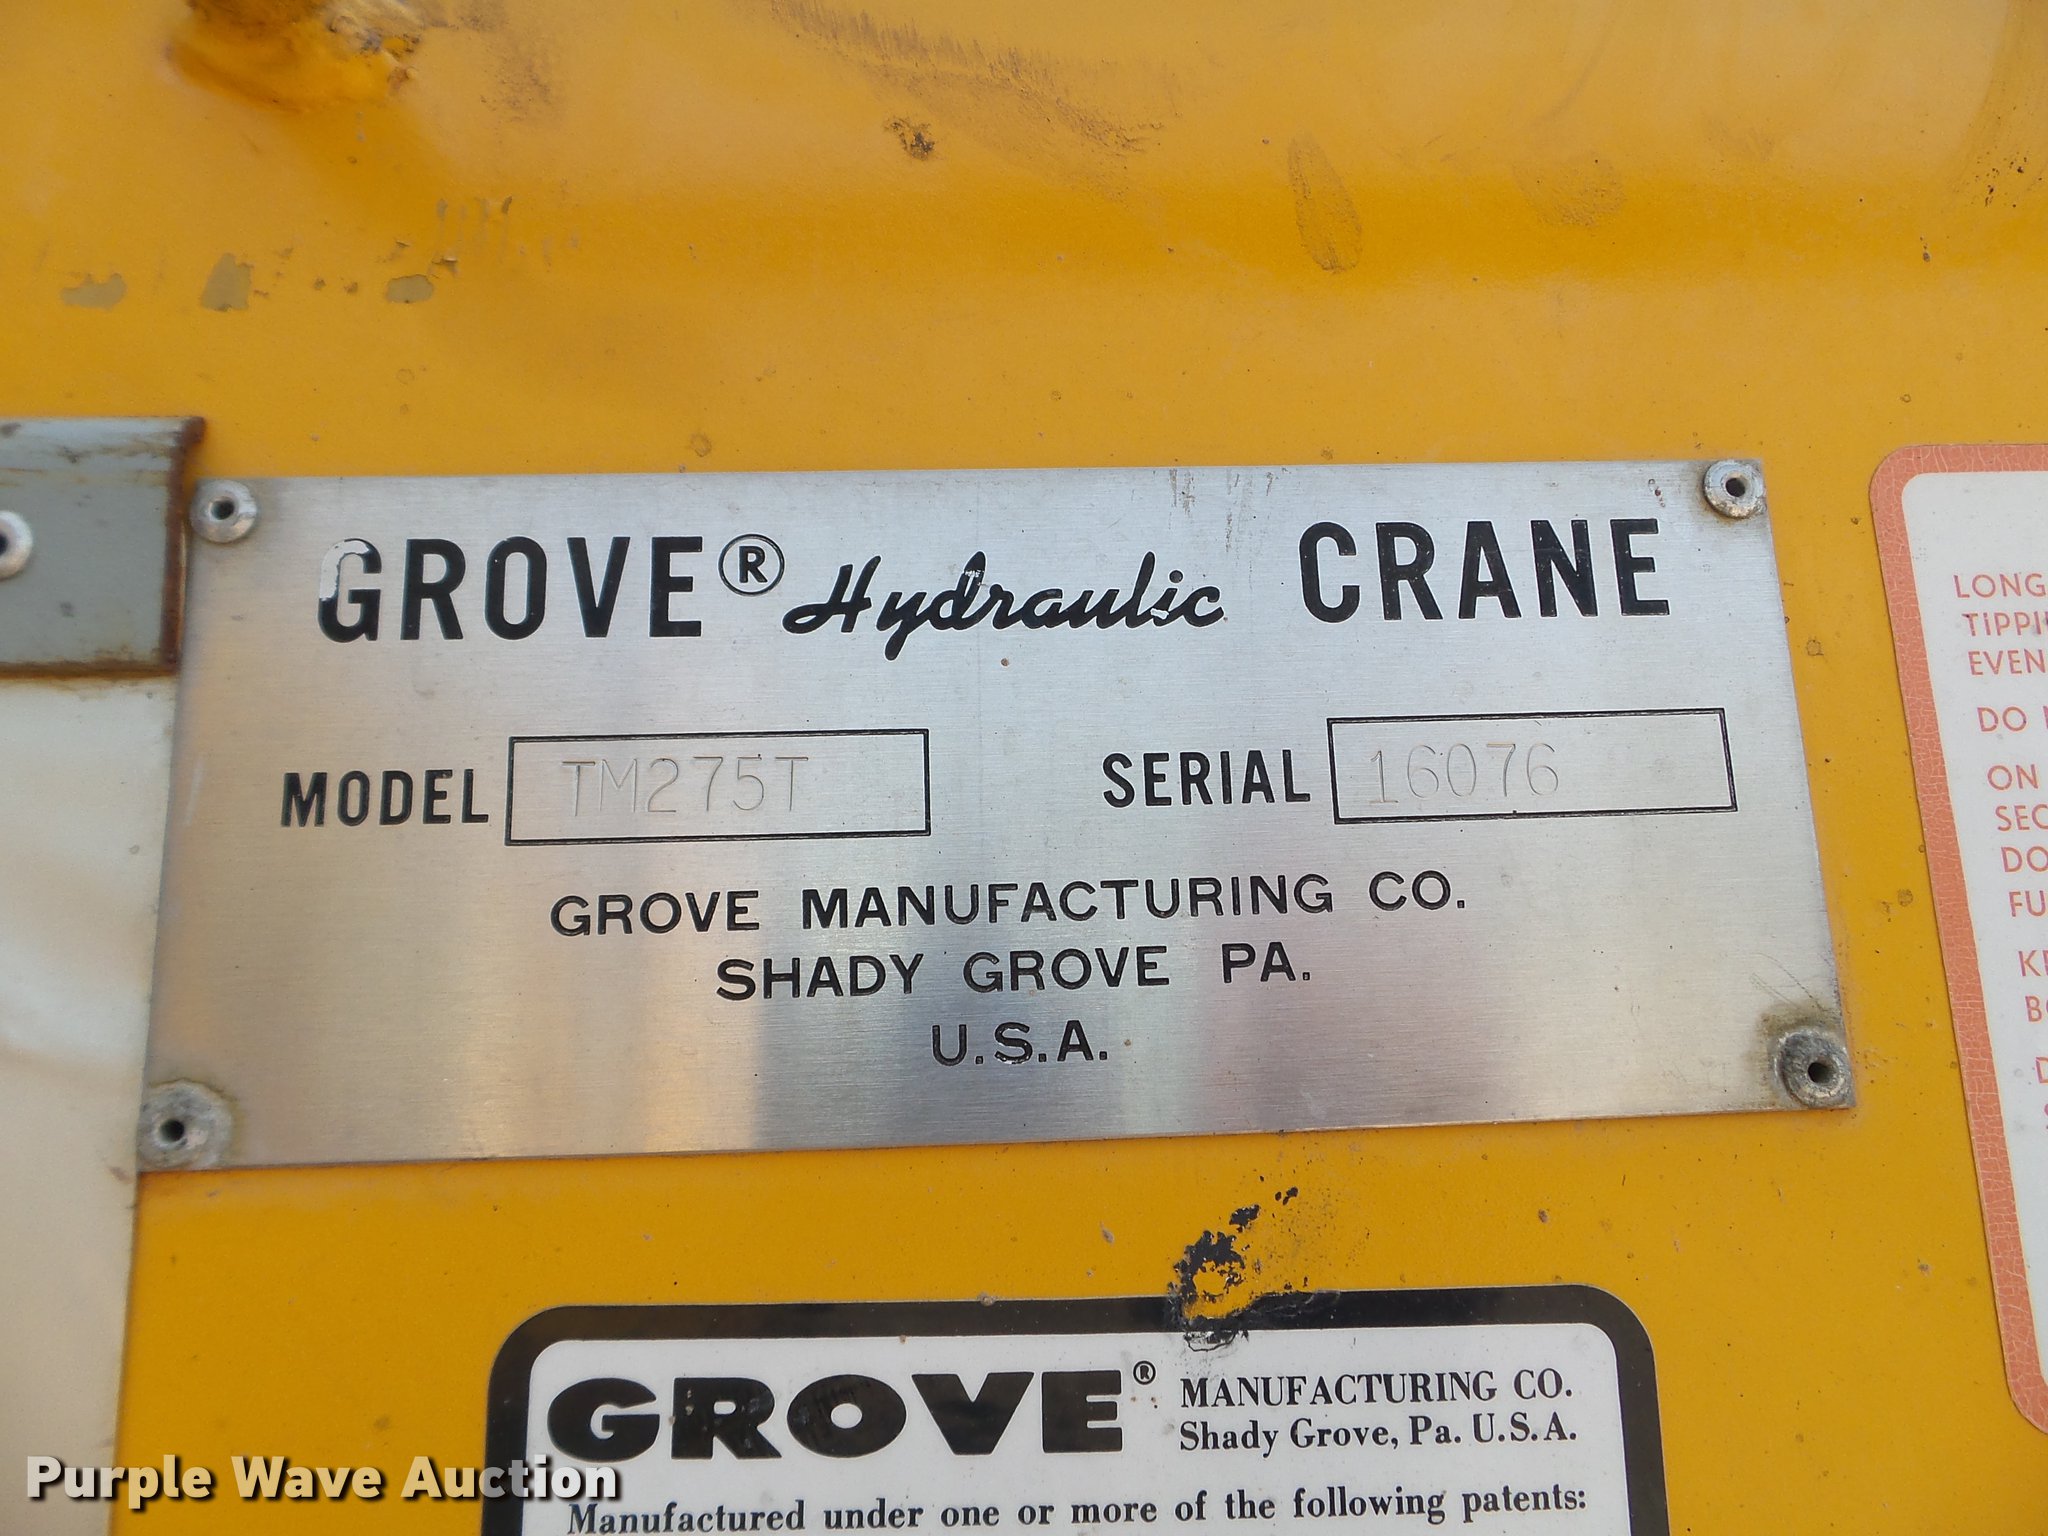 GROVE® Hydraulic CRANE
MODEL TM275T SERIAL 16076
GROVE MANUFACTURING CO.
SHADY GROVE PA.
U.S.A.
LONG
TIPPI
EVEN
DO
ON
SEC
DO
FU
GROVE® MANUFACTURING CO.
Shady Grove, Pa. U.S.A.
Manufactured under one or more of the following patents:
Purple Wave Auction